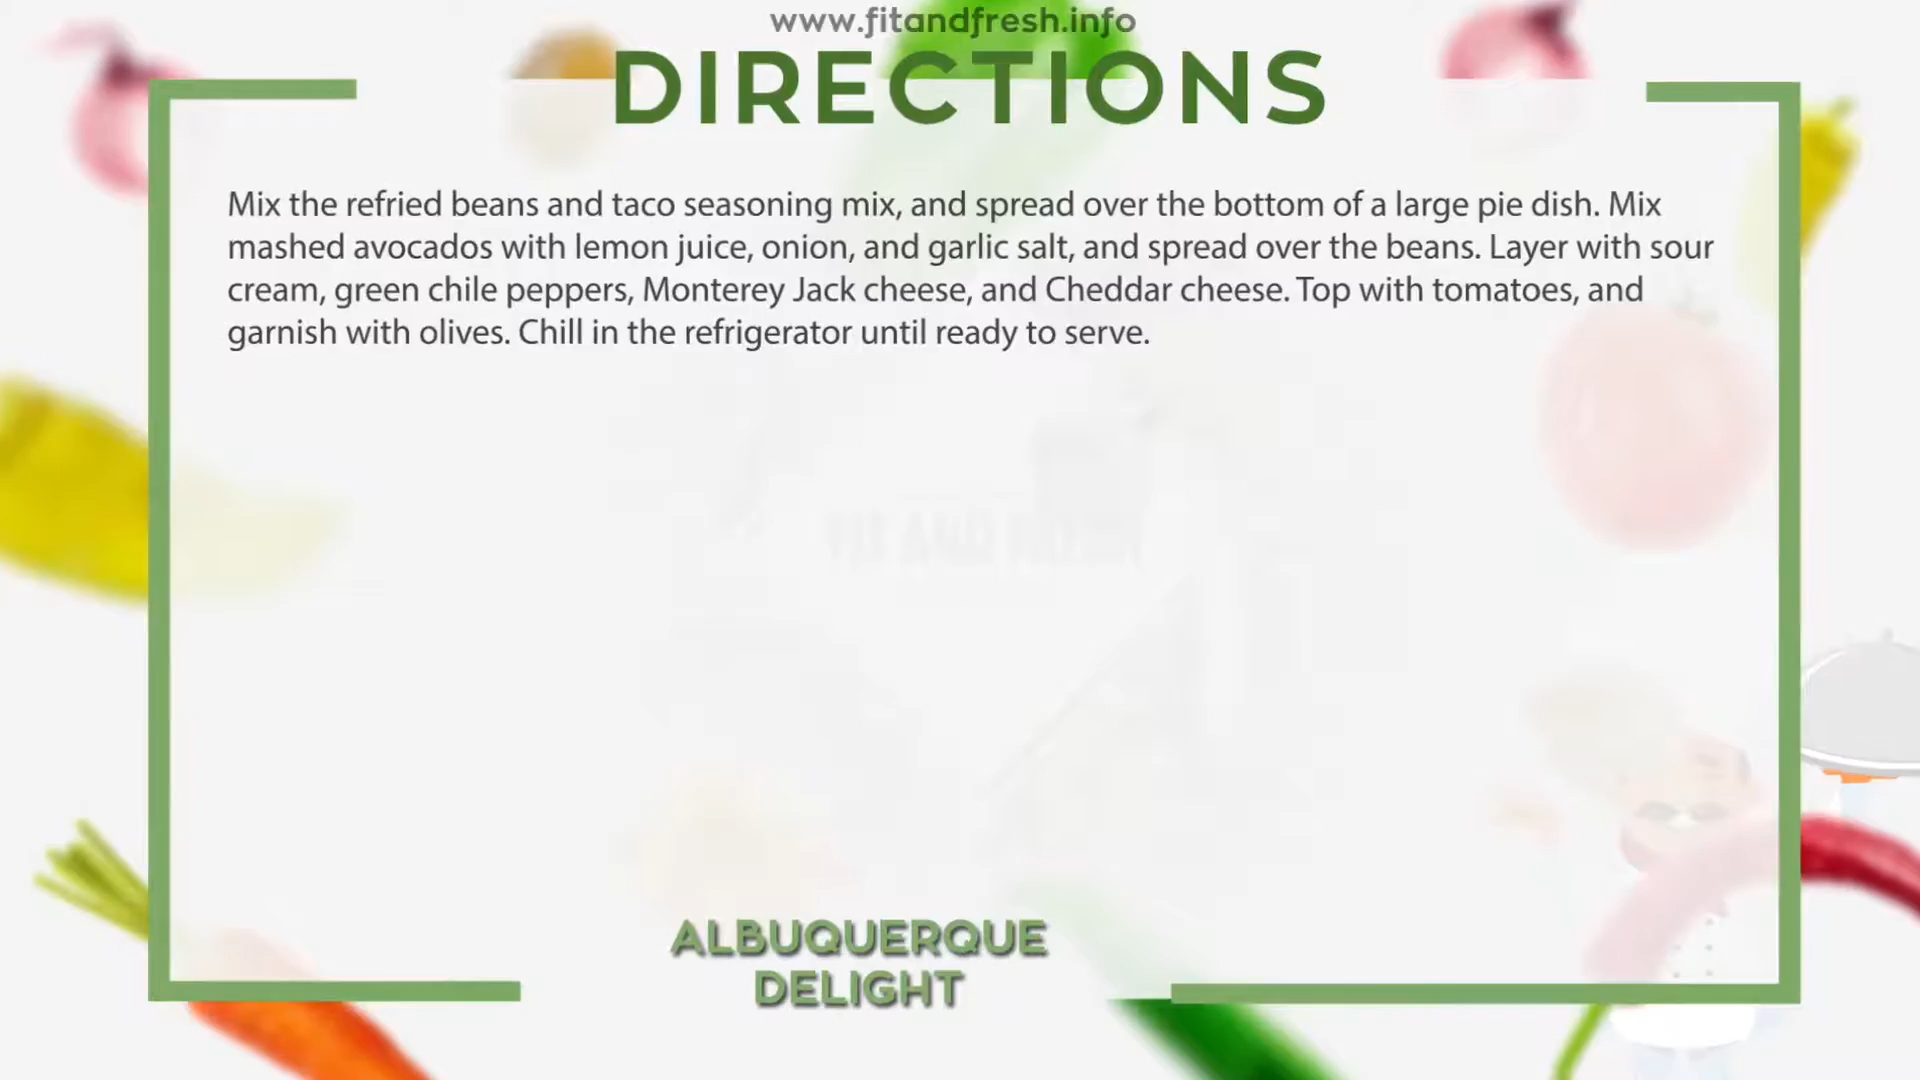 www.fitandfresh.info
DIRECTIONS
Mix the refried beans and taco seasoning mix, and spread over the bottom of a large pie dish. Mix
mashed avocados with lemon juice, onion, and garlic salt, and spread over the beans. Layer with sour
cream, green chile peppers, Monterey Jack cheese, and Cheddar cheese. Top with tomatoes, and
garnish with olives. Chill in the refrigerator until ready to serve.
FIT AND FRESH
ALBUQUERQUE
DELIGHT